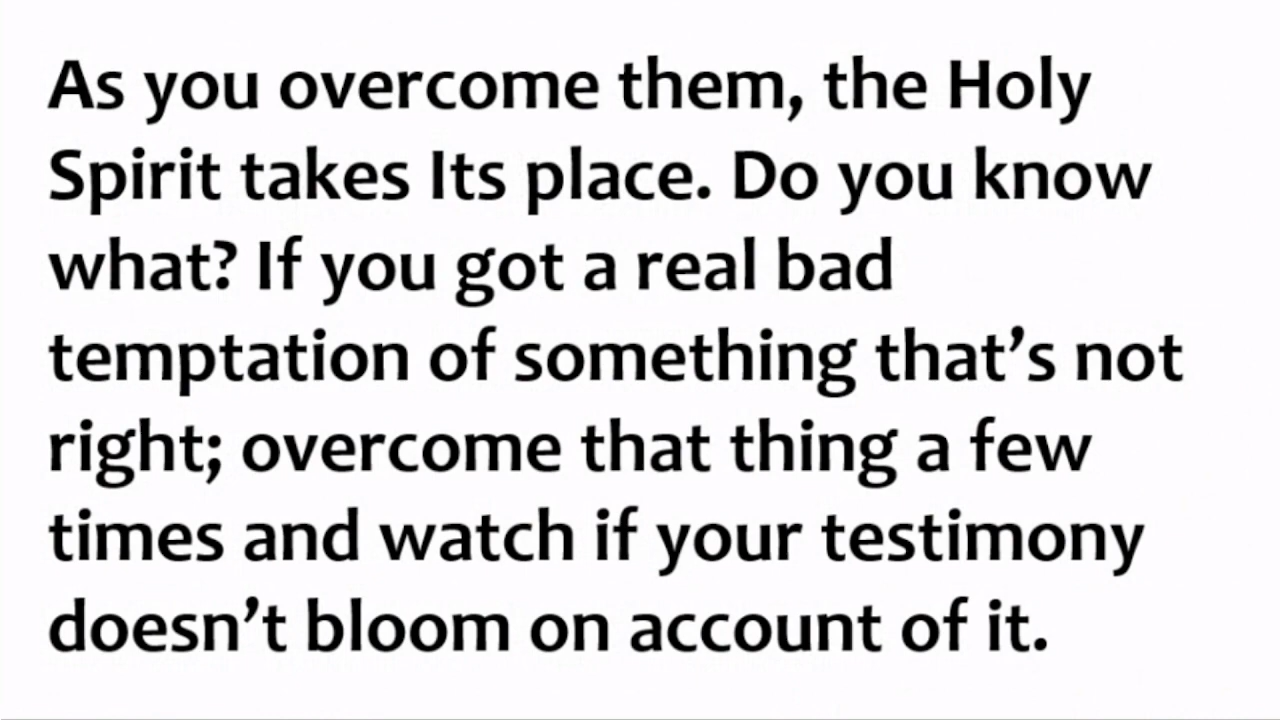 As you overcome them, the Holy
Spirit takes Its place. Do you know
what? If you got a real bad
temptation of something that’s not
right; overcome that thing a few
times and watch if your testimony
doesn’t bloom on account of it.